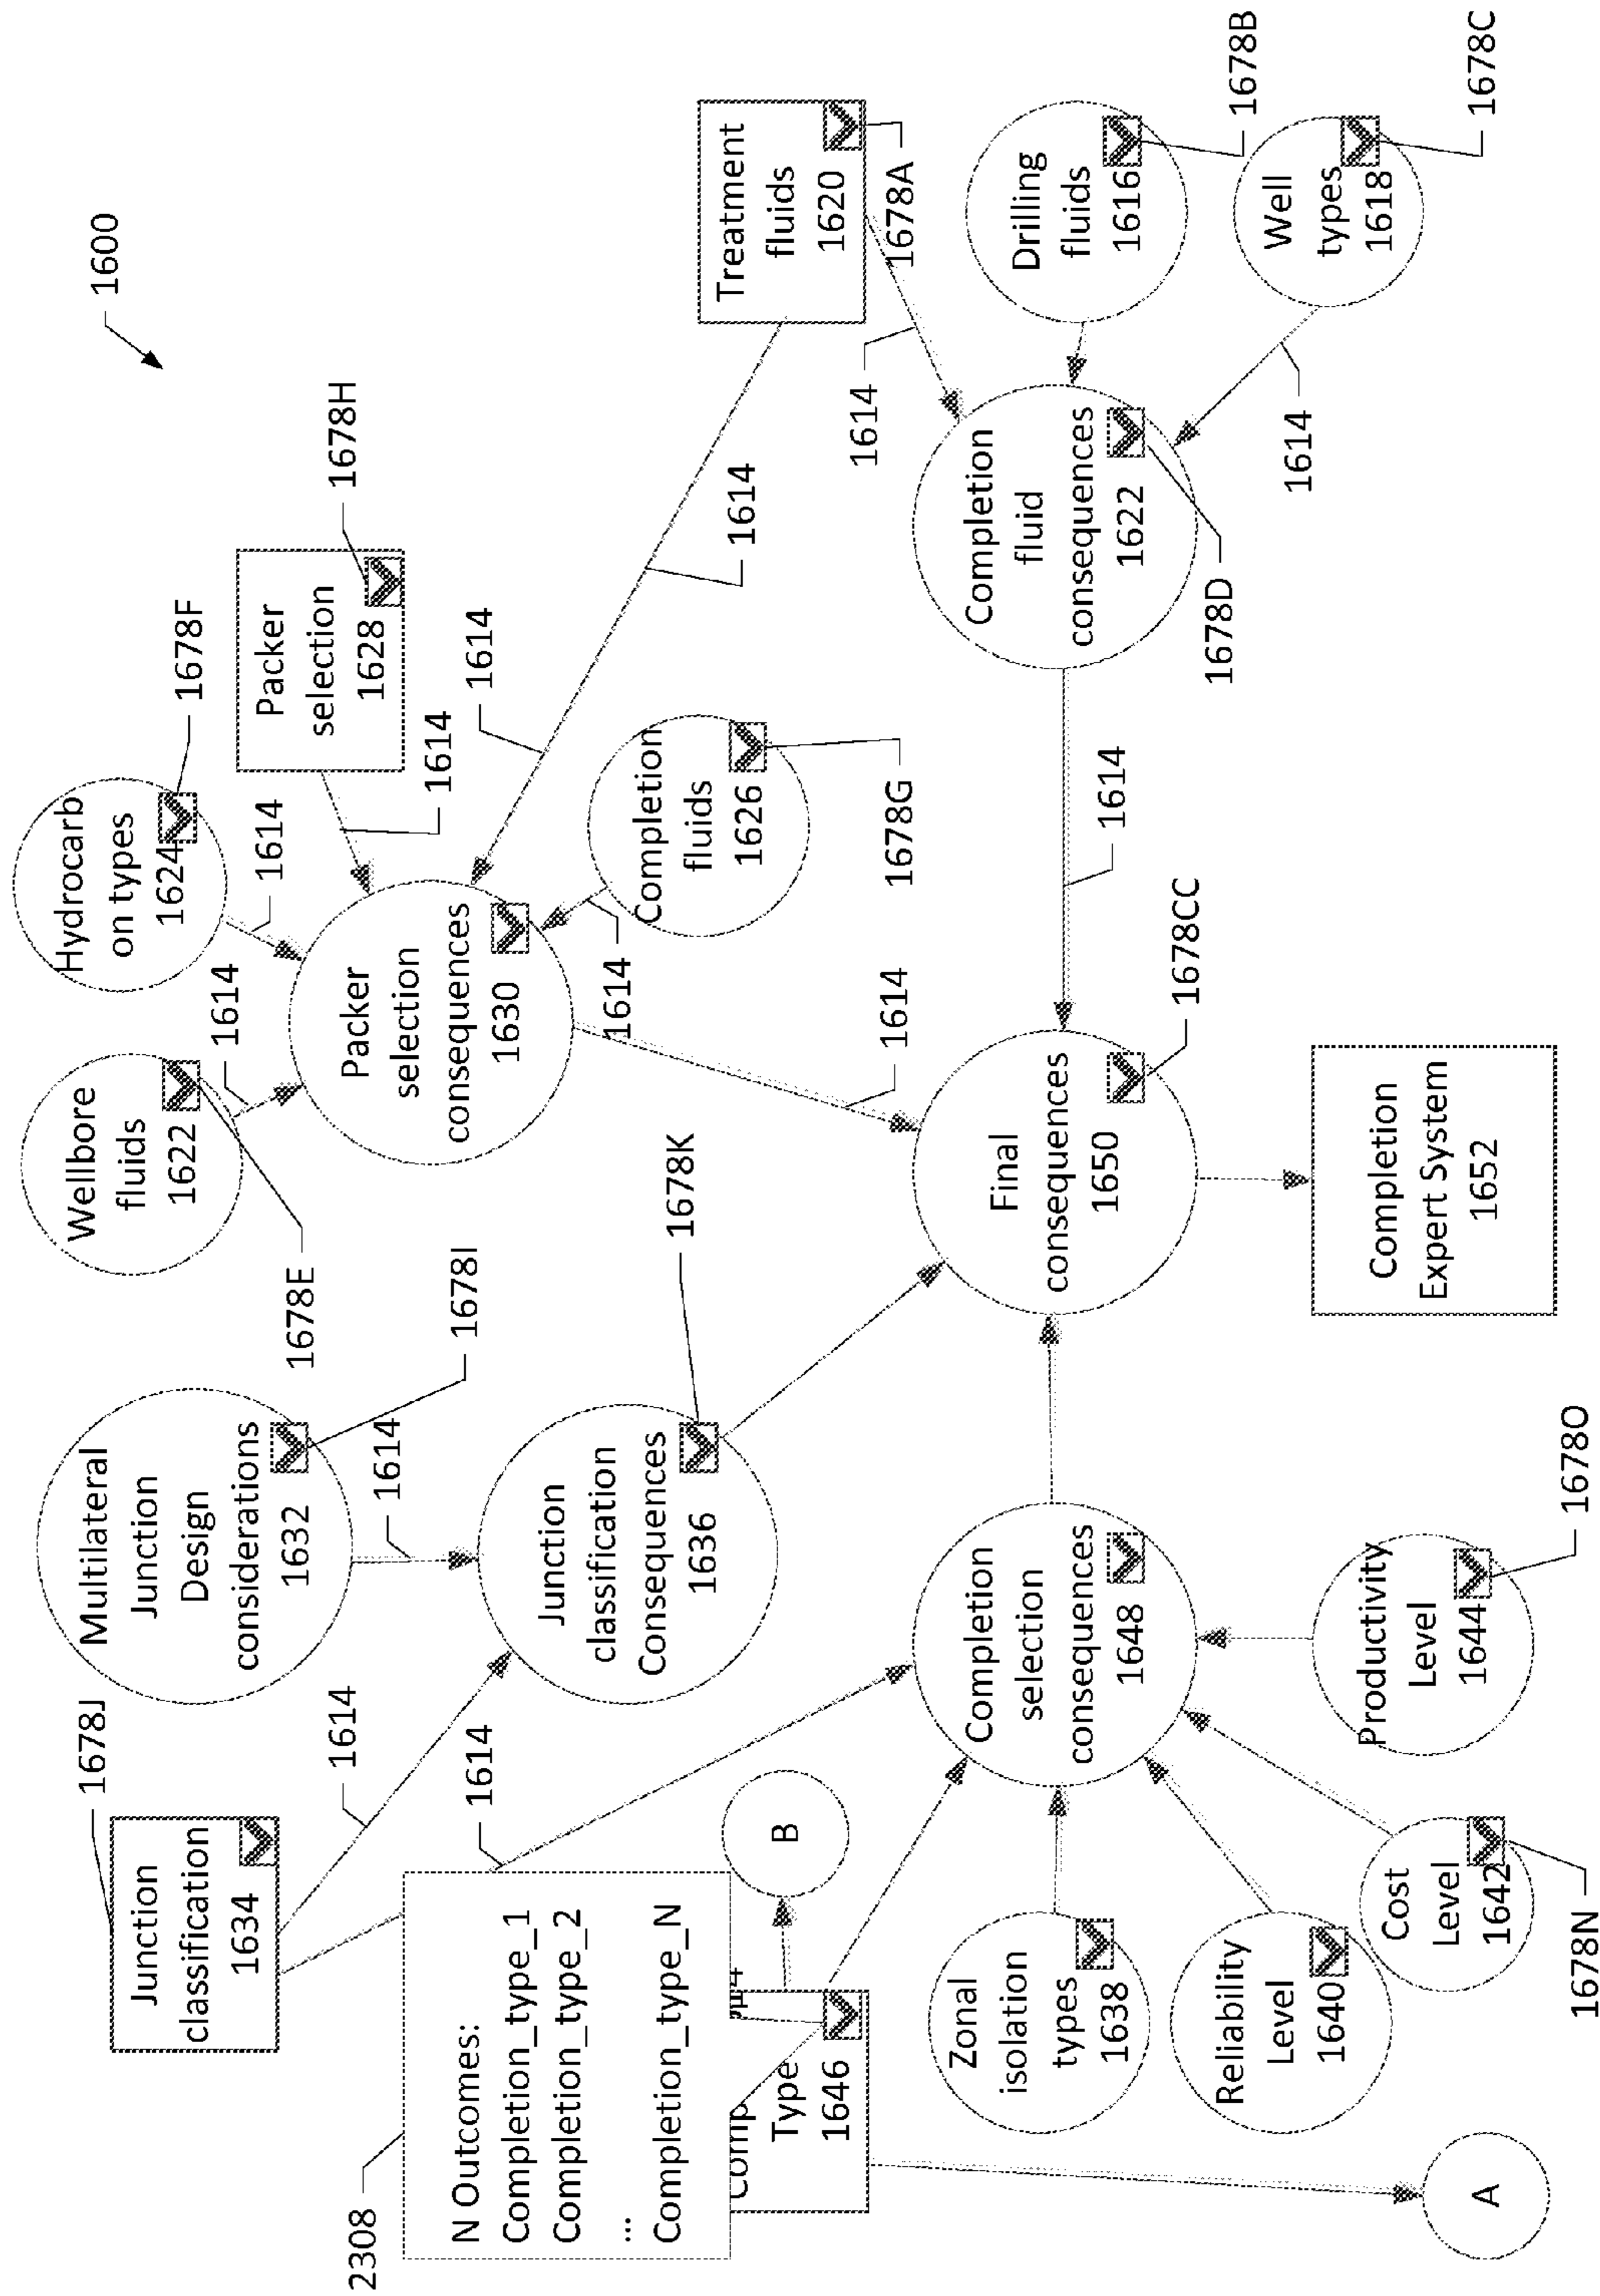 2308
N Outcomes:
Completion_type_1
Completion_type_2
...
Completion_type_N
Type
1646
1678J
Junction
classification
1634
1614
1614
Multilateral
Junction
Design
considerations
1632
1678I
1614
Junction
classification
Consequences
1636
1678K
Wellbore
fluids
1622
1678E
1614
Hydrocarb
on types
1624
1678F
1614
Packer
selection
1628
1678H
1614
1600
Packer
selection
consequences
1630
1614
1614
Completion
fluids
1626
1678G
1614
1614
Treatment
fluids
1620
1678A
1614
Drilling
fluids
1616
1678B
Well
types
1618
1678C
1614
Completion
fluid
consequences
1622
1678D
1614
Final
consequences
1650
1678CC
Completion
Expert System
1652
B
Completion
selection
consequences
1648
Zonal
isolation
types
1638
Reliability
Level
1640
Cost
Level
1642
1678N
Productivity
Level
1644
1678O
A